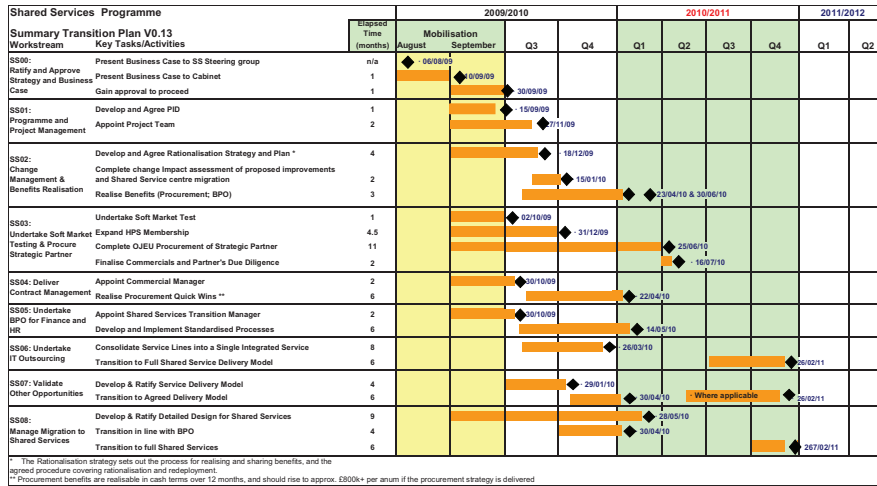 Shared Services Programme
2009/2010 2010/2011 2011/2012
Summary Transition Plan V0.13
Elapsed Time (months)
Mobilisation
Workstream Key Tasks/Activities August September Q3 Q4 Q1 Q2 Q3 Q4 Q1 Q2
SS00: Ratify and Approve Strategy and Business Case
Present Business Case to SS Steering group n/a - 06/08/09
Present Business Case to Cabinet 1 10/09/09
Gain approval to proceed 1 30/09/09
SS01: Programme and Project Management
Develop and Agree PID 1 - 15/09/09
Appoint Project Team 2 27/11/09
SS02: Change Management & Benefits Realisation
Develop and Agree Rationalisation Strategy and Plan * 4 - 18/12/09
Complete change Impact assessment of proposed improvements
and Shared Service centre migration 2 15/01/10
Realise Benefits (Procurement; BPO) 3 23/04/10 & 30/06/10
SS03: Undertake Soft Market Testing & Procure Strategic Partner
Undertake Soft Market Test 1 02/10/09
Expand HPS Membership 4.5 - 31/12/09
Complete OJEU Procurement of Strategic Partner 11 25/06/10
Finalise Commercials and Partner's Due Diligence 2 - 16/07/10
SS04: Deliver Contract Management
Appoint Commercial Manager 2 30/10/09
Realise Procurement Quick Wins ** 6 22/04/10
SS05: Undertake BPO for Finance and HR
Appoint Shared Services Transition Manager 2 30/10/09
Develop and Implement Standardised Processes 6 14/05/10
SS06: Undertake IT Outsourcing
Consolidate Service Lines into a Single Integrated Service 8 - 26/03/10
Transition to Full Shared Service Delivery Model 6 26/02/11
SS07: Validate Other Opportunities
Develop & Ratify Service Delivery Model 4 - 29/01/10
Transition to Agreed Delivery Model 6 30/04/10 - Where applicable 26/02/11
SS08: Manage Migration to Shared Services
Develop & Ratify Detailed Design for Shared Services 9 - 28/05/10
Transition in line with BPO 4 30/04/10
Transition to full Shared Services 6 267/02/11
* The Rationalisation strategy sets out the process for realising and sharing benefits, and the
agreed procedure covering rationalisation and redeployment.
** Procurement benefits are realisable in cash terms over 12 months, and should rise to approx. £800k+ per anum if the procurement strategy is delivered